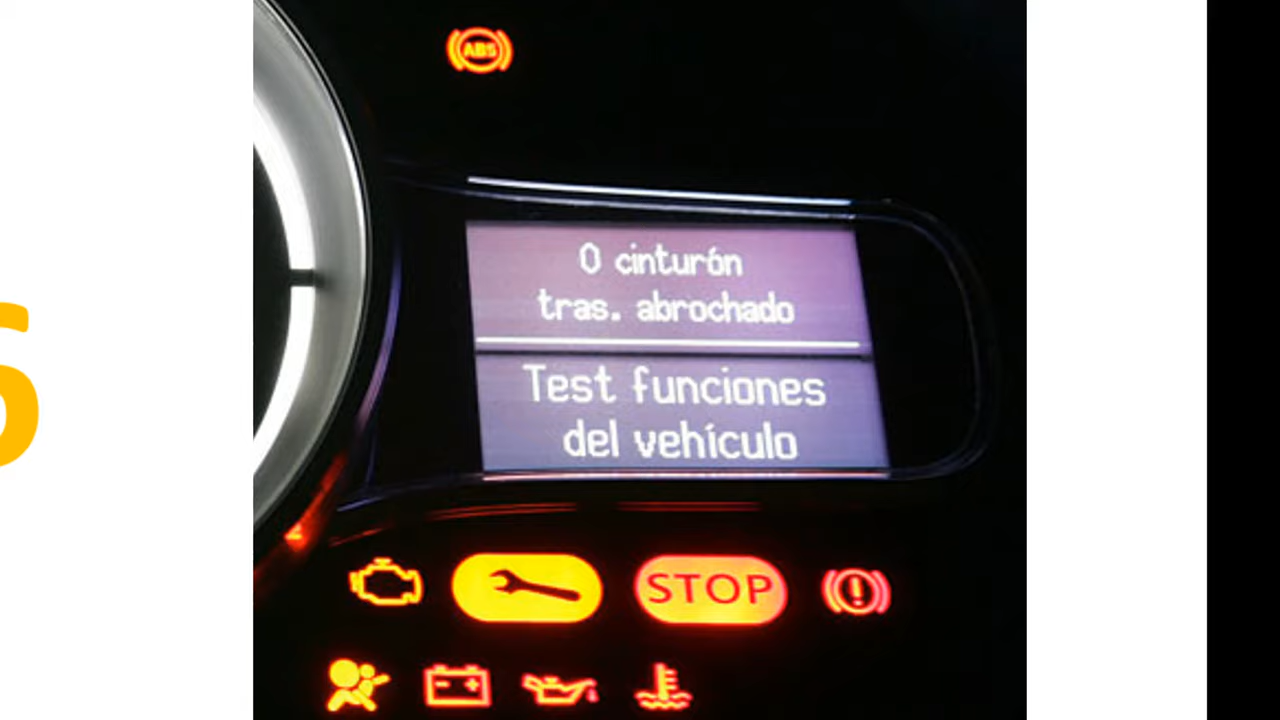 ABS
0 cinturón
tras. abrochado
Test funciones
del vehículo
STOP